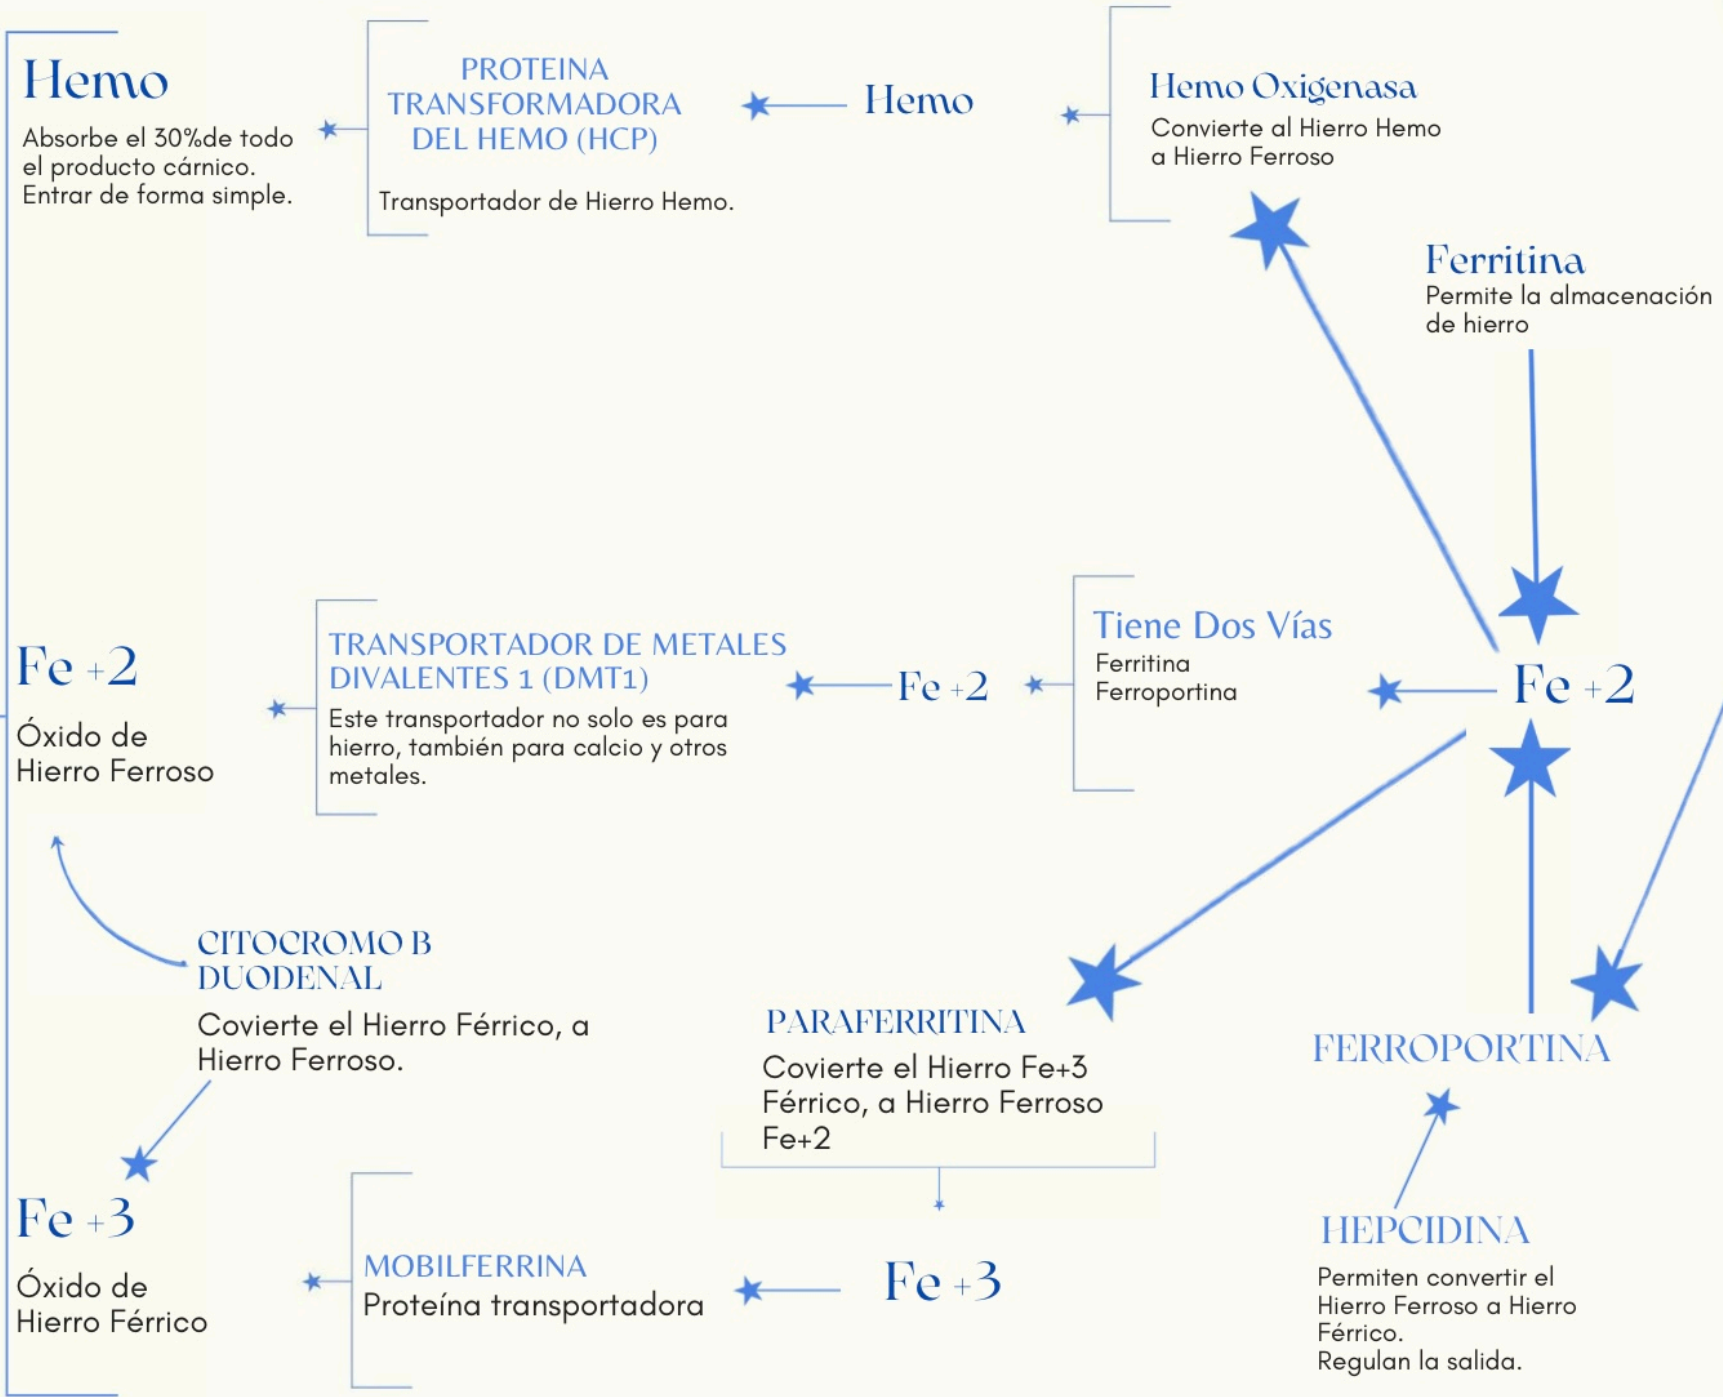 Hemo
Absorbe el 30%de todo
el producto cárnico.
Entrar de forma simple.
PROTEINA
TRANSFORMADORA
DEL HEMO (HCP)
Transportador de Hierro Hemo.
Hemo
Hemo Oxigenasa
Convierte al Hierro Hemo
a Hierro Ferroso
Ferritina
Permite la almacenación
de hierro
Fe +2
Óxido de
Hierro Ferroso
TRANSPORTADOR DE METALES
DIVALENTES 1 (DMT1)
Este transportador no solo es para
hierro, también para calcio y otros
metales.
Fe +2
Tiene Dos Vías
Ferritina
Ferroportina
Fe +2
CITOCROMO B
DUODENAL
Covierte el Hierro Férrico, a
Hierro Ferroso.
PARAFERRITINA
Covierte el Hierro Fe+3
Férrico, a Hierro Ferroso
Fe+2
FERROPORTINA
Fe +3
Óxido de
Hierro Férrico
MOBILFERRINA
Proteína transportadora
Fe +3
HEPCIDINA
Permiten convertir el
Hierro Ferroso a Hierro
Férrico.
Regulan la salida.